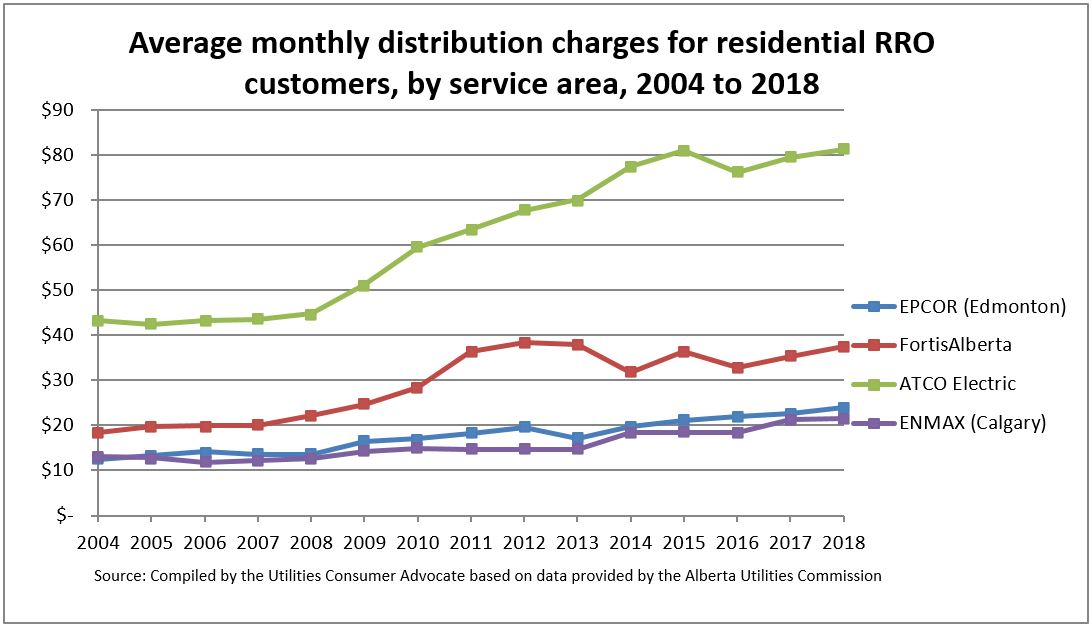 Average monthly distribution charges for residential RRO
customers, by service area, 2004 to 2018
$90
$80
$70
$60
$50
$40
$30
$20
$10
$-
2004 2005 2006 2007 2008 2009 2010 2011 2012 2013 2014 2015 2016 2017 2018
EPCOR (Edmonton)
FortisAlberta
ATCO Electric
ENMAX (Calgary)
Source: Compiled by the Utilities Consumer Advocate based on data provided by the Alberta Utilities Commission